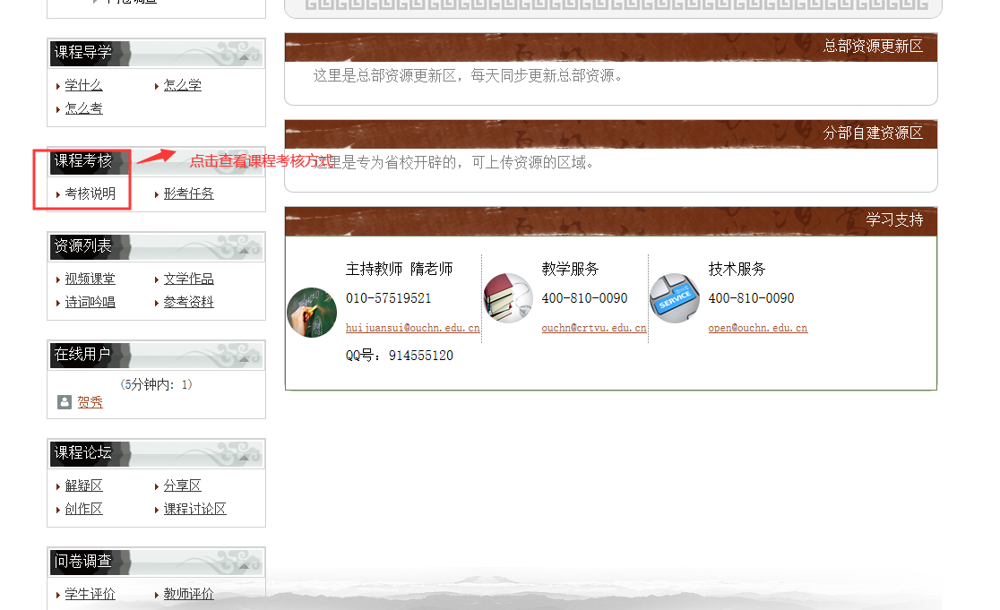 问卷调查
课程导学
学什么
怎么学
怎么考
课程考核
点击查看课程考核方式
考核说明
形考任务
资源列表
视频课堂
文学作品
诗词吟唱
参考资料
在线用户
(5分钟内: 1)
贺秀
课程论坛
解疑区
分享区
创作区
课程讨论区
问卷调查
学生评价
教师评价
总部资源更新区
这里是总部资源更新区，每天同步更新总部资源。
分部自建资源区
这里是专为省校开辟的，可上传资源的区域。
学习支持
主持教师 隋老师
010-57519521
huijuansui@ouchn.edu.cn
QQ号：914555120
教学服务
400-810-0090
ouchn@crtvu.edu.cn
SERVICE
技术服务
400-810-0090
open@ouchn.edu.cn